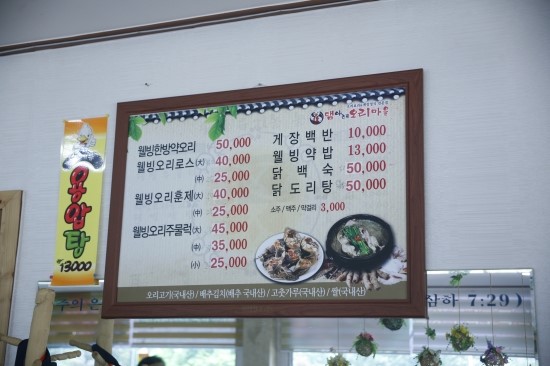 용압탕
13000
오리마을
웰빙한방약오리 50,000
웰빙오리로스 (大) 40,000
(中) 25,000
웰빙오리훈제 (大) 40,000
(中) 25,000
웰빙오리주물럭 (大) 45,000
(中) 35,000
(小) 25,000
게장백반 10,000
웰빙약밥 13,000
닭백숙 50,000
닭도리탕 50,000
소주 / 맥주 / 막걸리 3,000
오리고기(국내산) / 배추김치(배추 국내산) / 고춧가루(국내산) / 쌀(국내산)
잠하 7:29)